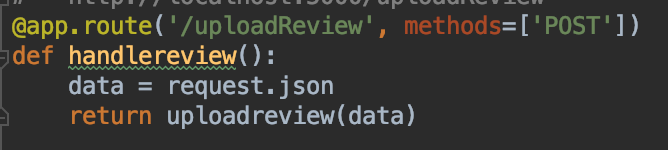 @app.route('/uploadReview', methods=['POST'])
def handlereview():
data = request.json
return uploadreview(data)